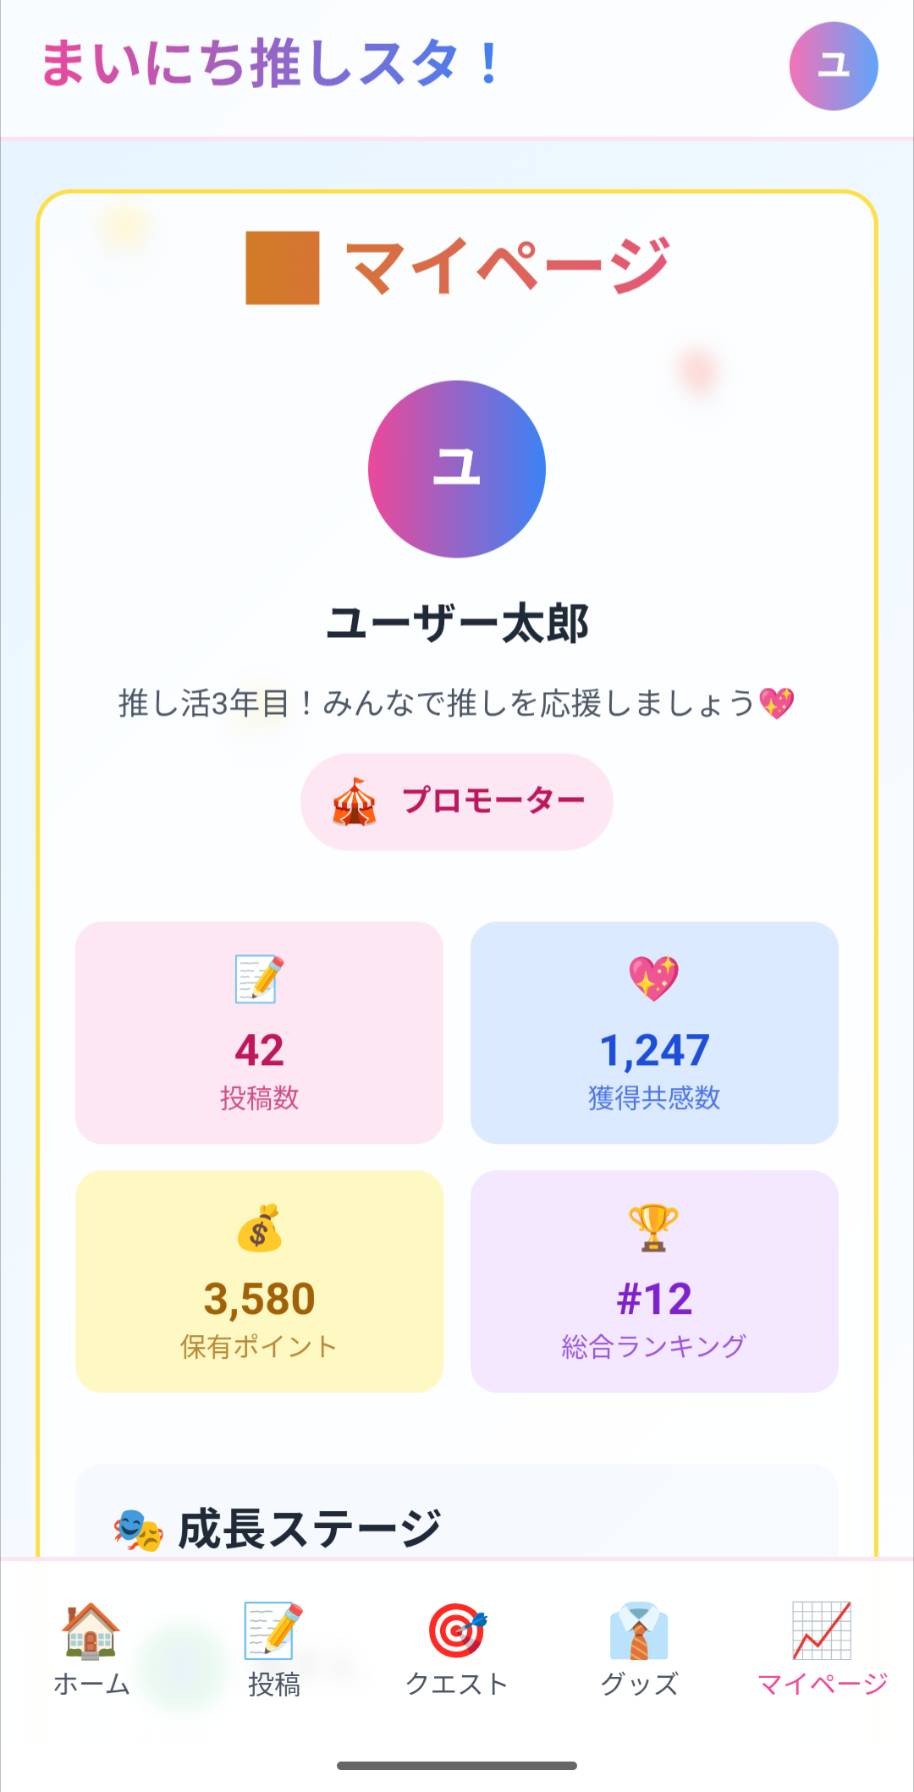 まいにち推しスタ！
ユ
マイページ
ユ
ユーザー太郎
推し活3年目！みんなで推しを応援しましょう💖
🎪 プロモーター
📝
42
投稿数
💖
1,247
獲得共感数
💰
3,580
保有ポイント
🏆
#12
総合ランキング
🎭 成長ステージ
🏠 📝 🎯 👔 📈
ホーム 投稿 クエスト グッズ マイページ